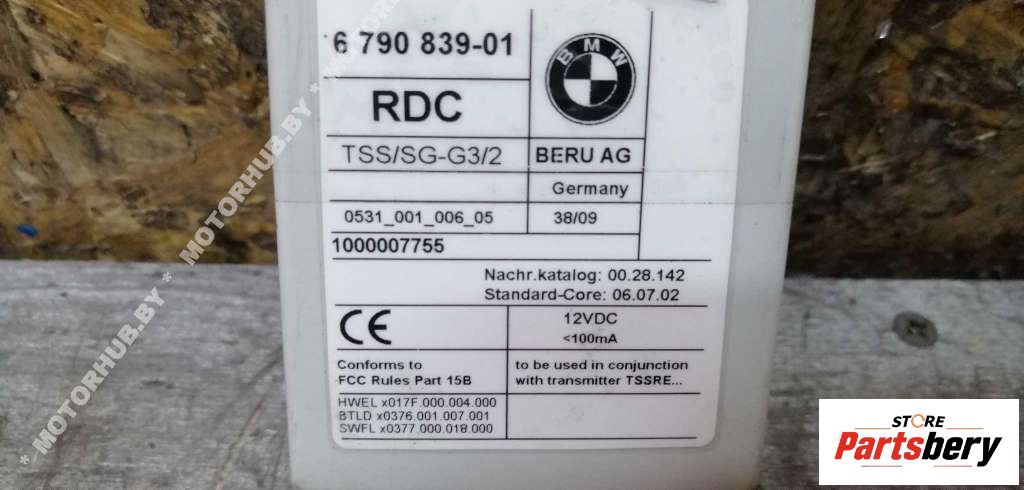 6 790 839-01
BMW
RDC
TSS/SG-G3/2
BERU AG
Germany
0531_001_006_05
38/09
1000007755
Nachr.katalog: 00.28.142
Standard-Core: 06.07.02
CE
12VDC
<100mA
Conforms to
FCC Rules Part 15B
to be used in conjunction
with transmitter TSSRE...
HWEL x017F.000.004.000
BTLD x0376.001.007.001
SWFL x0377.000.018.000
* MOTORHUB.BY * MOTORHUB.BY *
STORE
Partsbery